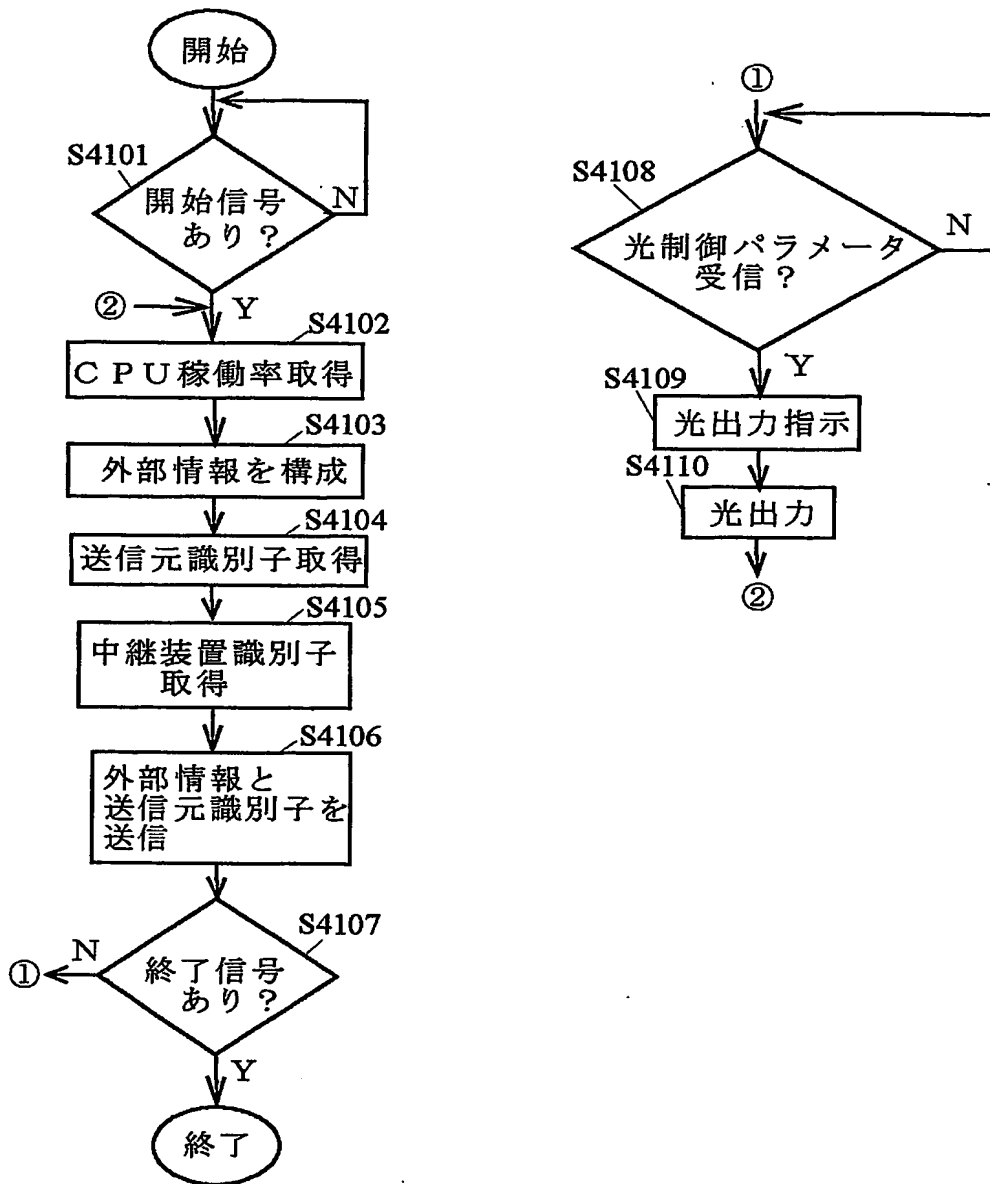 開始
S4101
開始信号
あり？
N
②
Y
S4102
ＣＰＵ稼働率取得
S4103
外部情報を構成
S4104
送信元識別子取得
S4105
中継装置識別子
取得
S4106
外部情報と
送信元識別子を
送信
S4107
N
①
終了信号
あり？
Y
終了
①
S4108
N
光制御パラメータ
受信？
Y
S4109
光出力指示
S4110
光出力
②